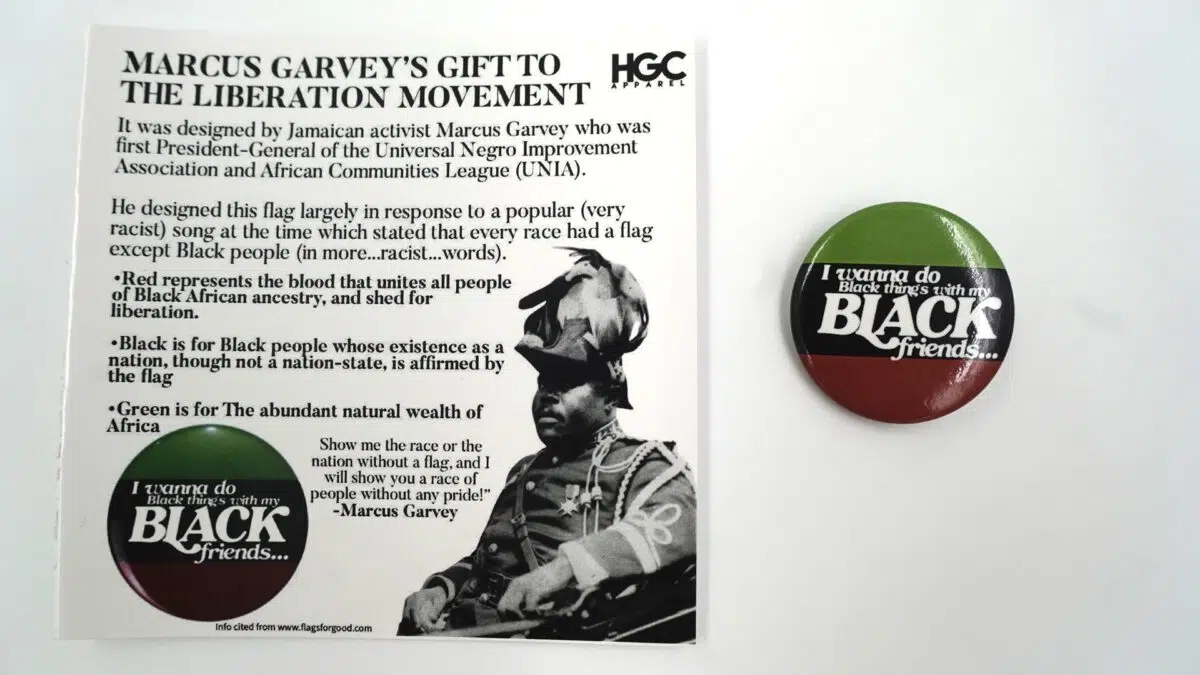 MARCUS GARVEY'S GIFT TO
THE LIBERATION MOVEMENT
HGC
APPAREL
It was designed by Jamaican activist Marcus Garvey who was
first President-General of the Universal Negro Improvement
Association and African Communities League (UNIA).
He designed this flag largely in response to a popular (very
racist) song at the time which stated that every race had a flag
except Black people (in more...racist...words).
•Red represents the blood that unites all people
of Black African ancestry, and shed for
liberation.
•Black is for Black people whose existence as a
nation, though not a nation-state, is affirmed by
the flag
•Green is for The abundant natural wealth of
Africa
Show me the race or the
nation without a flag, and I
will show you a race of
people without any pride!"
-Marcus Garvey
I wanna do
Black thing's with my
BLACK
friends...
Info cited from www.flagsforgood.com
I wanna do
Black thing's with my
BLACK
friends...